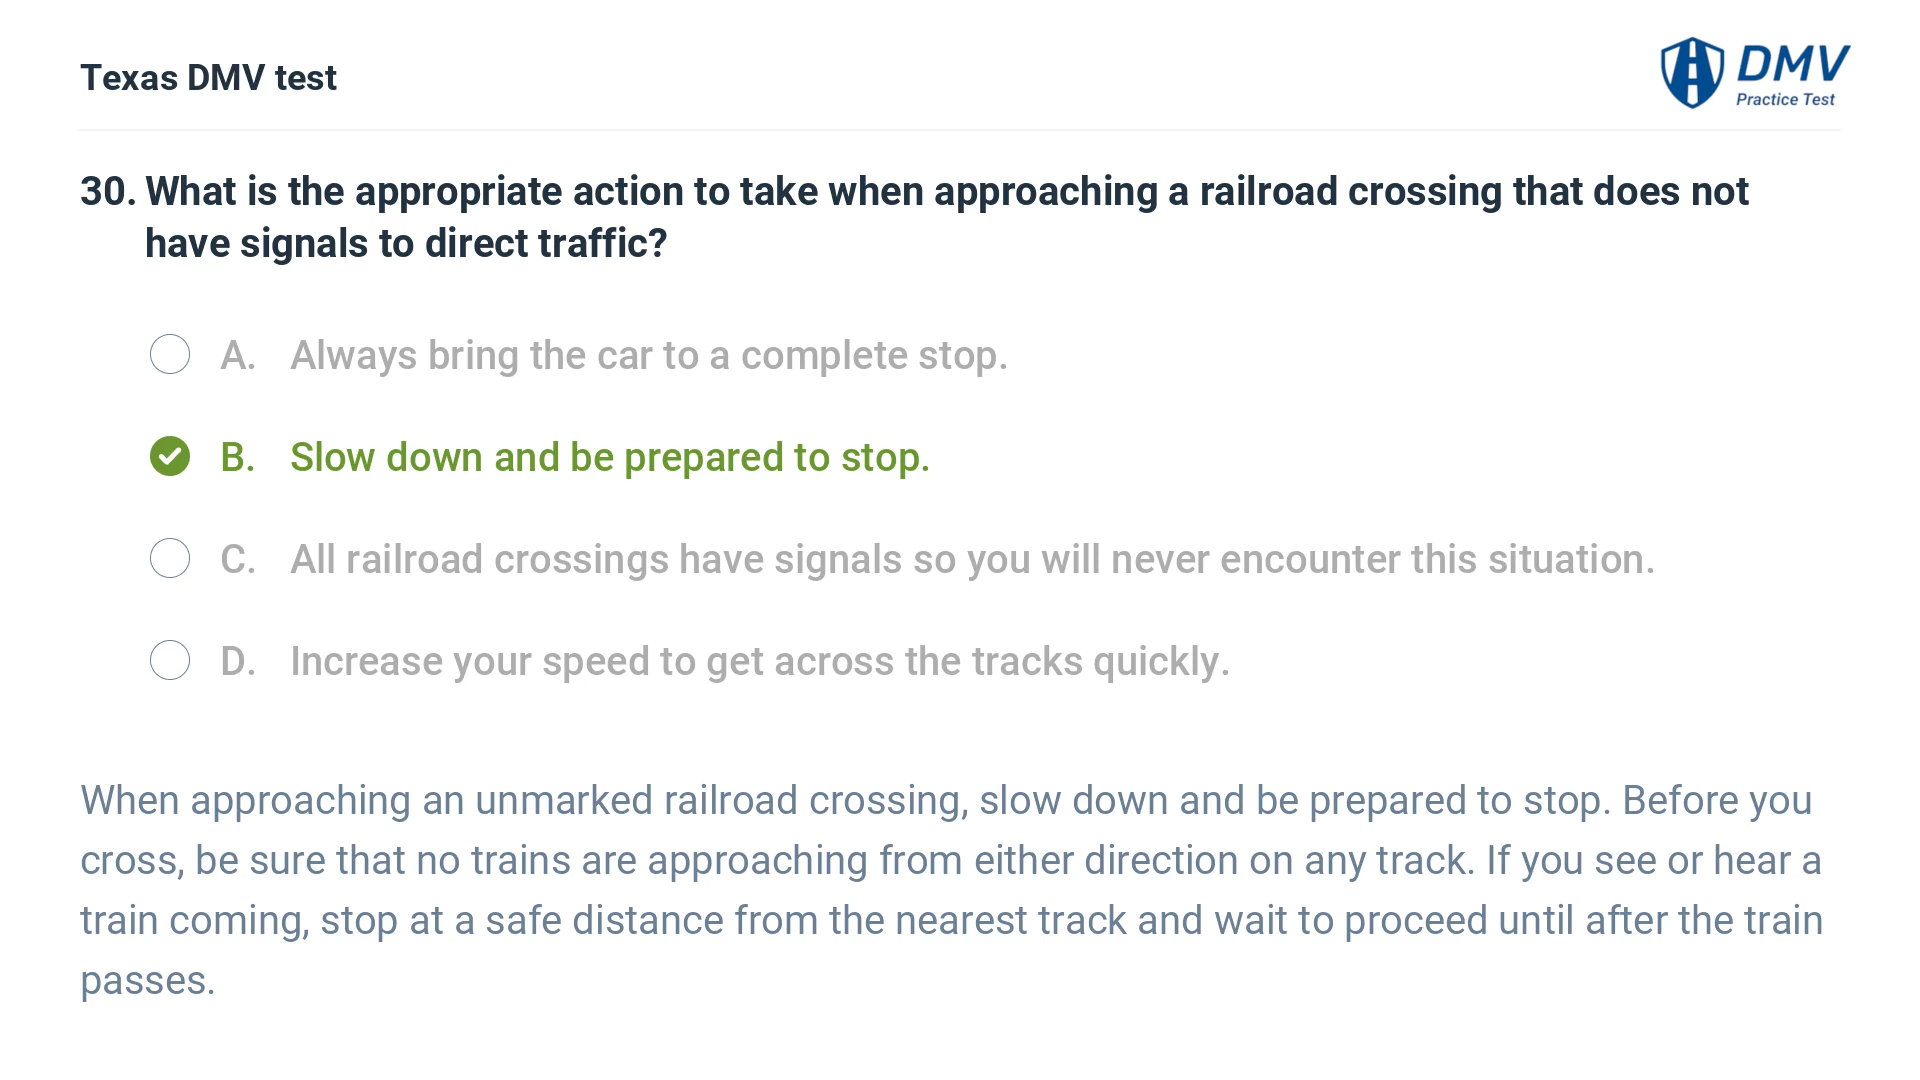 Texas DMV test
DMV
Practice Test
30. What is the appropriate action to take when approaching a railroad crossing that does not
have signals to direct traffic?
A. Always bring the car to a complete stop.
B. Slow down and be prepared to stop.
C. All railroad crossings have signals so you will never encounter this situation.
D. Increase your speed to get across the tracks quickly.
When approaching an unmarked railroad crossing, slow down and be prepared to stop. Before you
cross, be sure that no trains are approaching from either direction on any track. If you see or hear a
train coming, stop at a safe distance from the nearest track and wait to proceed until after the train
passes.